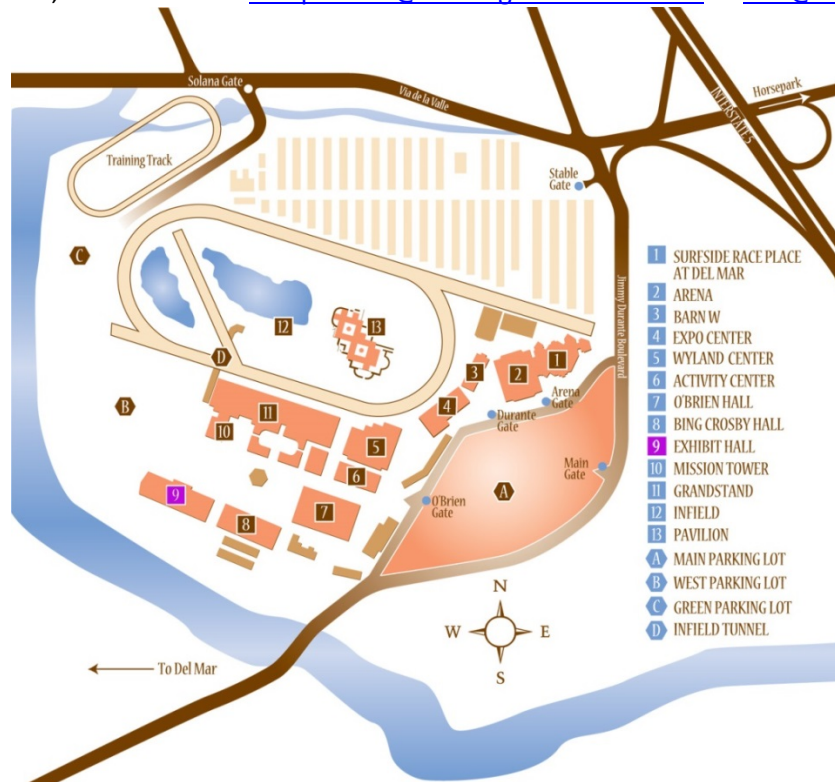 Solana Gate
Via de la Valle
INTERSTATE 5
Horsepark
Training Track
Stable
Gate
C
Jimmy Durante Boulevard
12
13
D
B
3
2
1
4
11
10
5
6
Arena
Gate
Durante
Gate
Main
Gate
A
O'Brien
Gate
9
8
7
1 SURFSIDE RACE PLACE
AT DEL MAR
2 ARENA
3 BARN W
4 EXPO CENTER
5 WYLAND CENTER
6 ACTIVITY CENTER
7 O'BRIEN HALL
8 BING CROSBY HALL
9 EXHIBIT HALL
10 MISSION TOWER
11 GRANDSTAND
12 INFIELD
13 PAVILION
A MAIN PARKING LOT
B WEST PARKING LOT
C GREEN PARKING LOT
D INFIELD TUNNEL
N
W E
S
To Del Mar